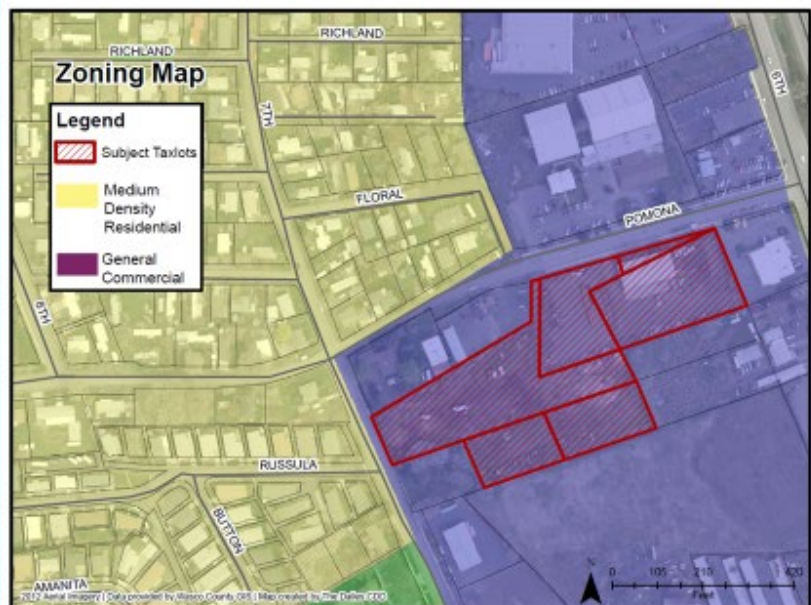 RICHLAND
RICHLAND
Zoning Map
Legend
Subject Taxlots
Medium
Density
Residential
General
Commercial
7TH
6TH
FLORAL
POMONA
8TH
RUSSULA
BUTTON
AMANITA
N
0 105 210 420
Feet
2012 Aerial Imagery | Data provided by Wasco County GIS | Map created by The Dalles CDD